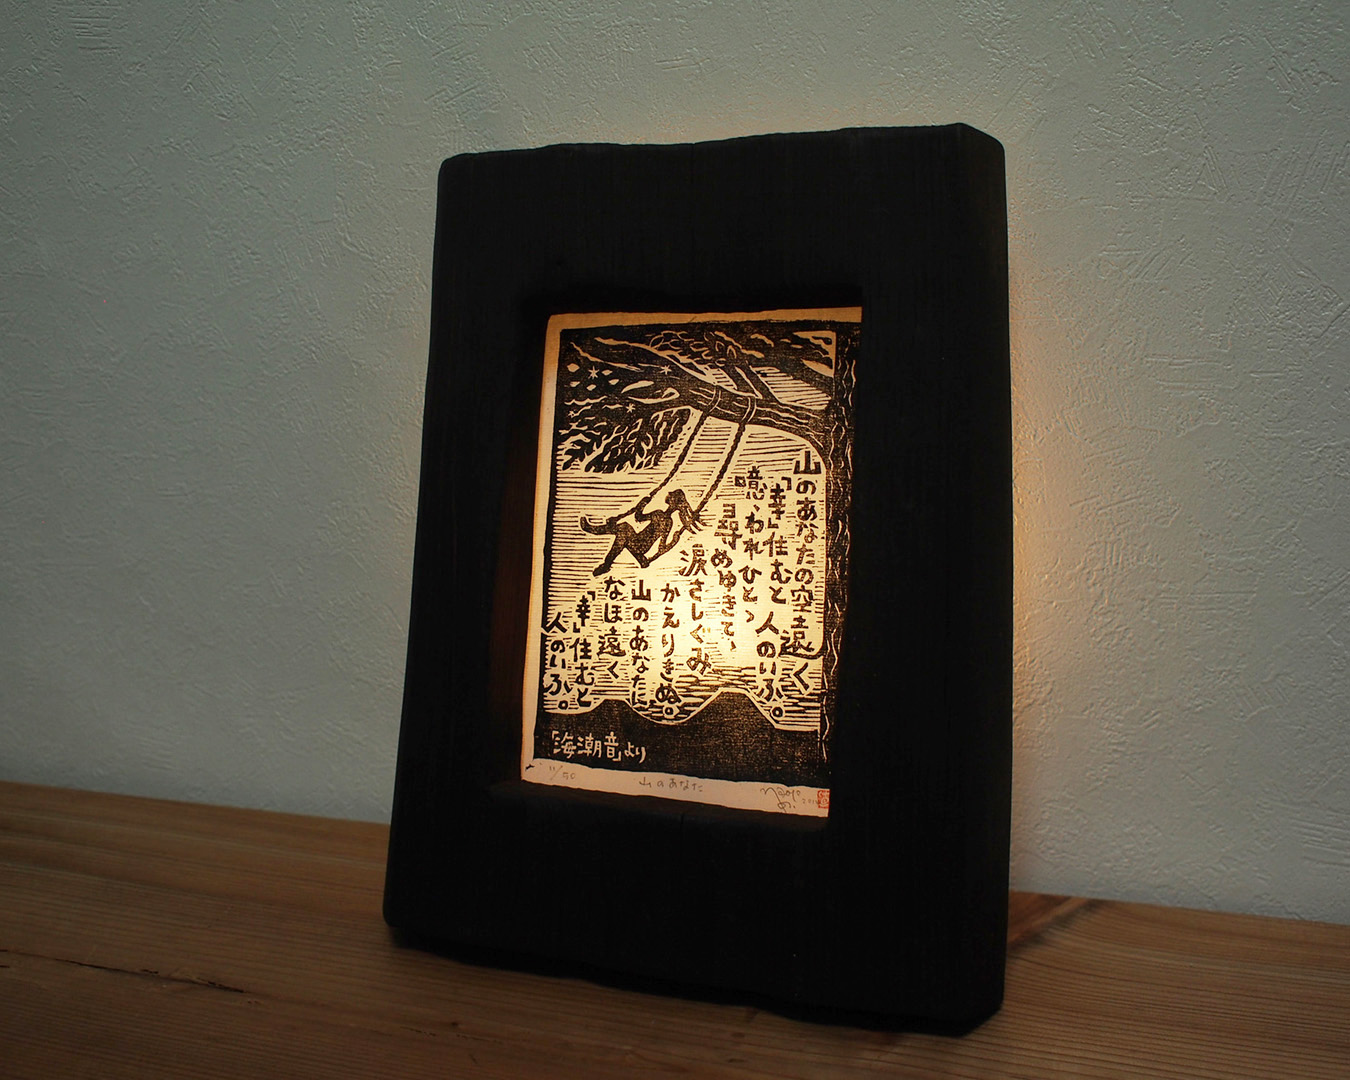 山のあなたの空遠く
「幸」住むと人のいふ。
噫、われひとゝ
尋めゆきて、
涙さしぐみ
かえりきぬ。
山のあなたに
なほ遠く
「幸」住むと
人のいふ。
「海潮音」より
11/50
山のあなた